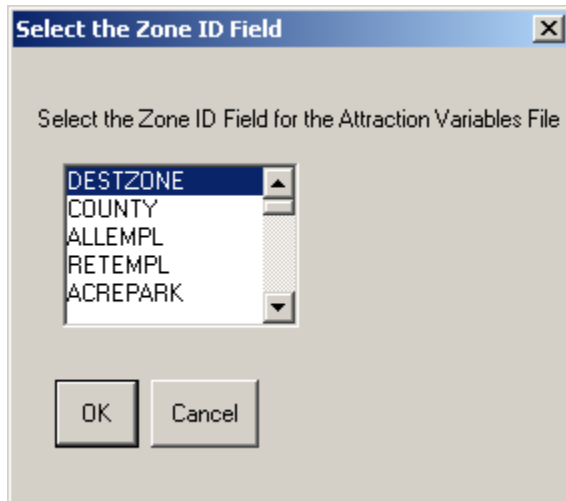 Select the Zone ID Field
Select the Zone ID Field for the Attraction Variables File
DESTZONE
COUNTY
ALLEMPL
RETEMPL
ACREPARK
OK
Cancel